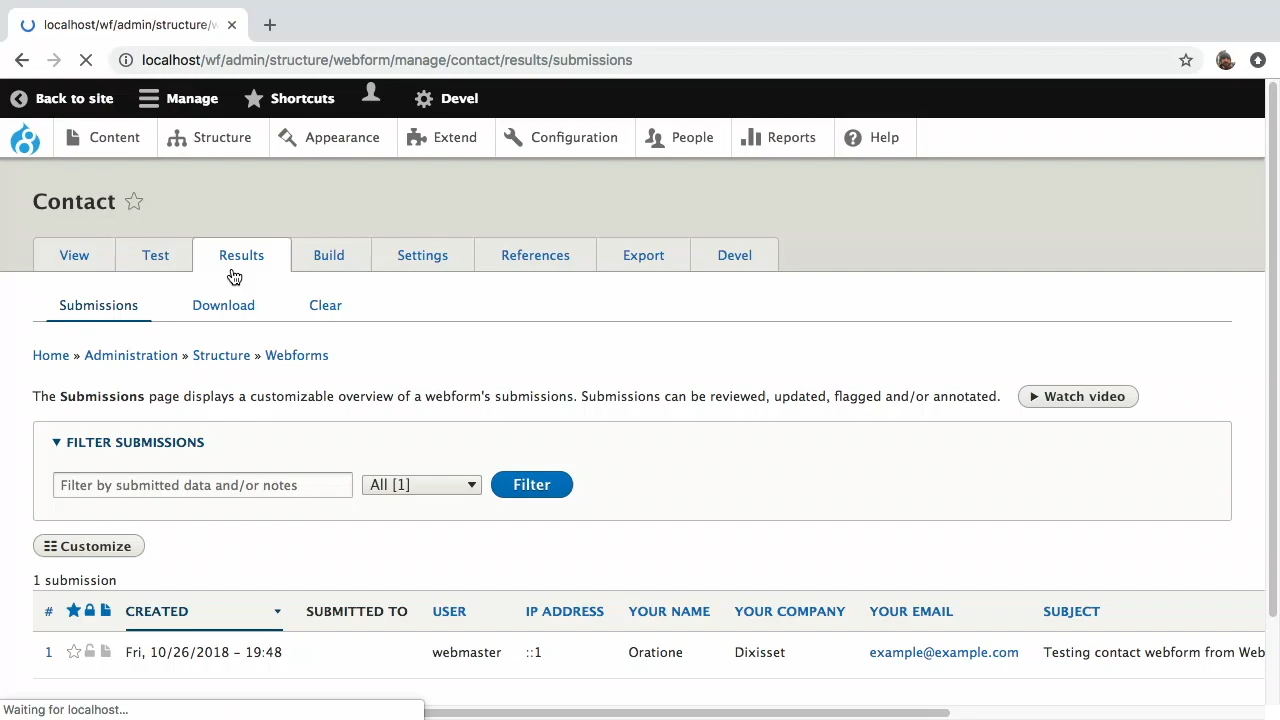 localhost/wf/admin/structure/w
localhost/wf/admin/structure/webform/manage/contact/results/submissions
Back to site Manage Shortcuts Devel
Content Structure Appearance Extend Configuration People Reports Help
Contact
View Test Results Build Settings References Export Devel
Submissions Download Clear
Home » Administration » Structure » Webforms
The Submissions page displays a customizable overview of a webform's submissions. Submissions can be reviewed, updated, flagged and/or annotated. Watch video
FILTER SUBMISSIONS
Filter by submitted data and/or notes All [1] Filter
Customize
1 submission
# CREATED SUBMITTED TO USER IP ADDRESS YOUR NAME YOUR COMPANY YOUR EMAIL SUBJECT
1 Fri, 10/26/2018 - 19:48 webmaster ::1 Oratione Dixisset example@example.com Testing contact webform from Web
Waiting for localhost...